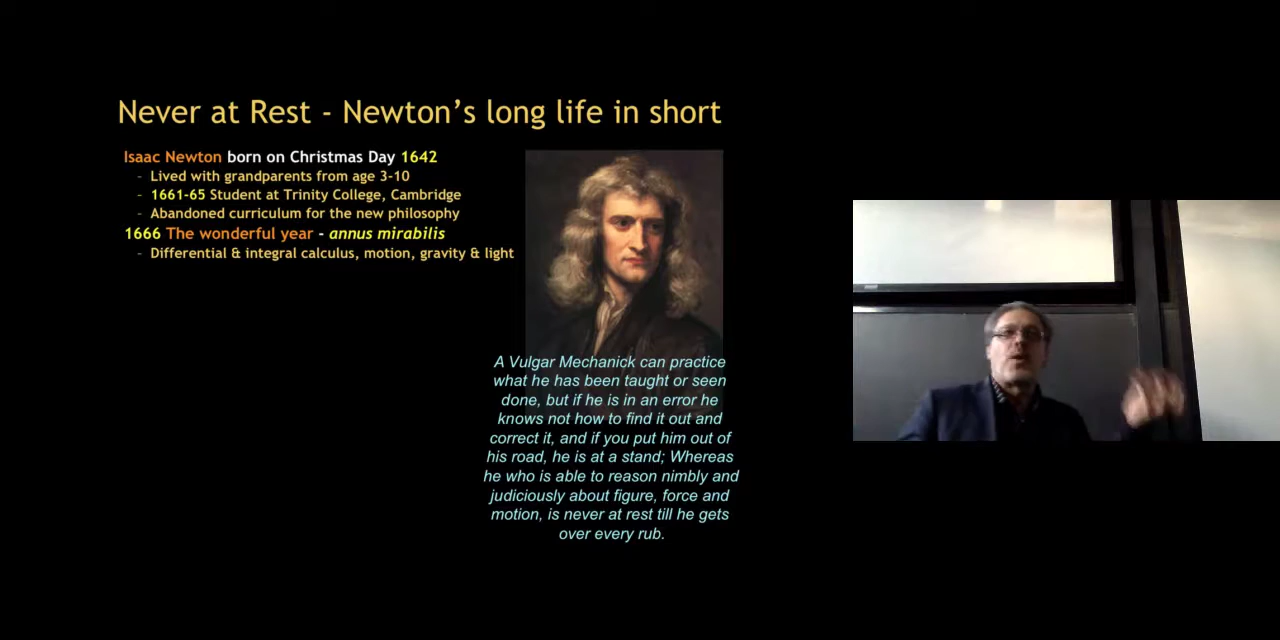 Never at Rest - Newton's long life in short
Isaac Newton born on Christmas Day 1642
- Lived with grandparents from age 3-10
- 1661-65 Student at Trinity College, Cambridge
- Abandoned curriculum for the new philosophy
1666 The wonderful year - annus mirabilis
- Differential & integral calculus, motion, gravity & light
A Vulgar Mechanick can practice
what he has been taught or seen
done, but if he is in an error he
knows not how to find it out and
correct it, and if you put him out of
his road, he is at a stand; Whereas
he who is able to reason nimbly and
judiciously about figure, force and
motion, is never at rest till he gets
over every rub.